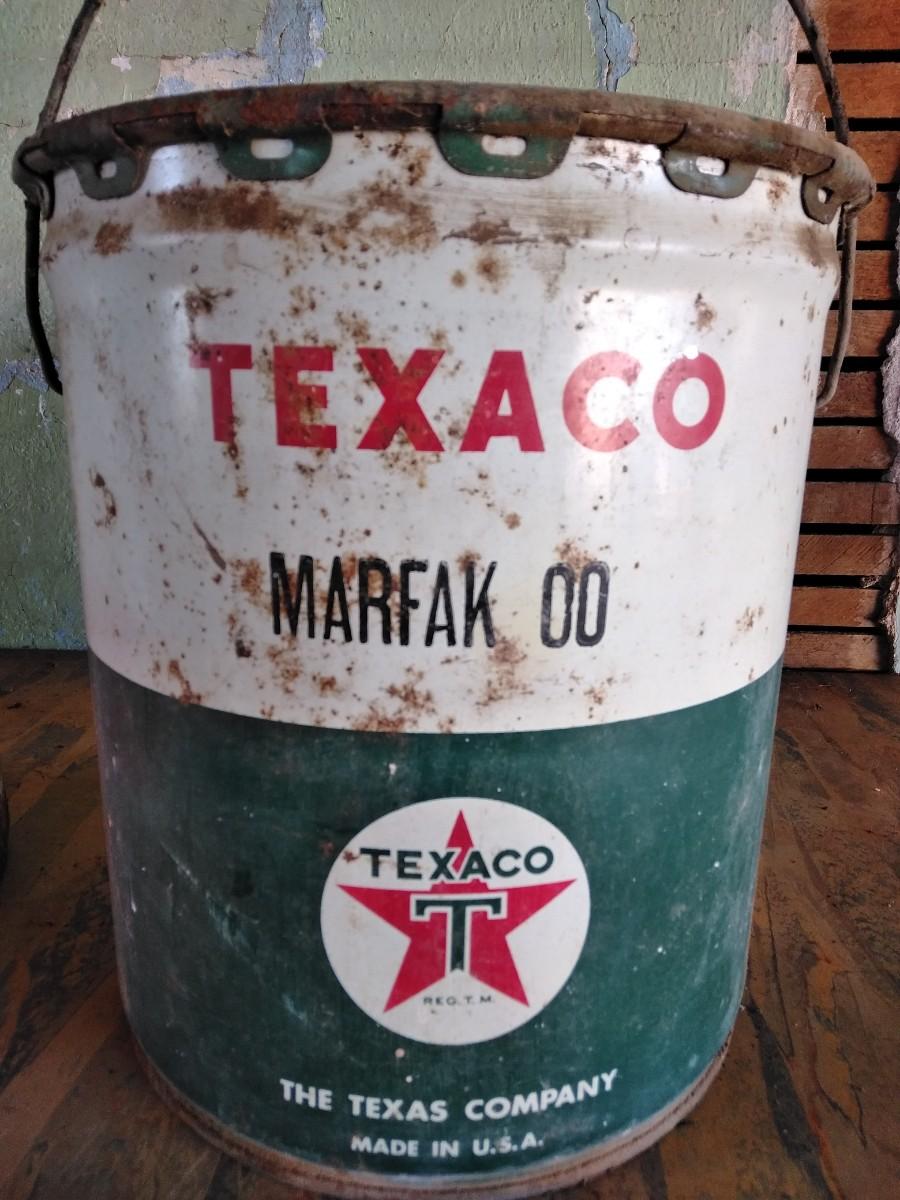 TEXACO
MARFAK 00
TEXACO
T
REG. T.M.
THE TEXAS COMPANY
MADE IN U.S.A.